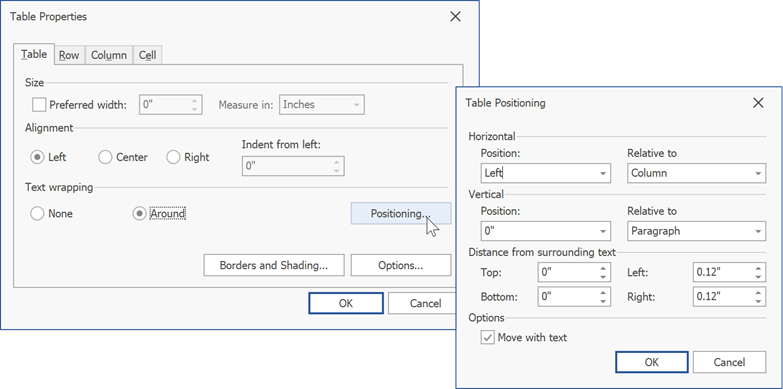 Table Properties
Table Row Column Cell
Size
Preferred width: 0" Measure in: Inches
Alignment
Left Center Right Indent from left:
0"
Text wrapping
None Around Positioning...
Borders and Shading... Options...
OK Cancel
Table Positioning
Horizontal
Position: Relative to
Left Column
Vertical
Position: Relative to
0" Paragraph
Distance from surrounding text
Top: 0" Left: 0.12"
Bottom: 0" Right: 0.12"
Options
Move with text
OK Cancel